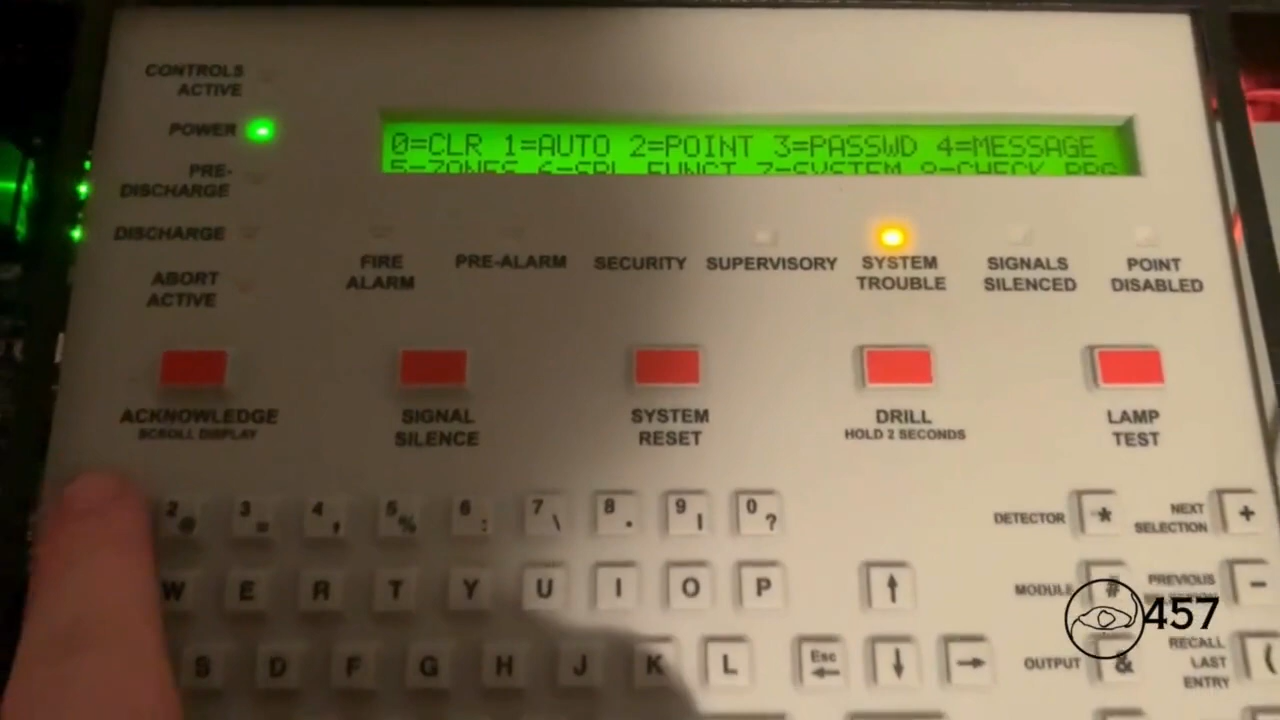 CONTROLS
ACTIVE
POWER
PRE-
DISCHARGE
DISCHARGE
ABORT
ACTIVE
0=CLR 1=AUTO 2=POINT 3=PASSWD 4=MESSAGE
5=ZONES 6=SPL FUNCT 7=SYSTEM 8=CHECK PRG
FIRE
ALARM
PRE-ALARM
SECURITY
SUPERVISORY
SYSTEM
TROUBLE
SIGNALS
SILENCED
POINT
DISABLED
ACKNOWLEDGE
SCROLL DISPLAY
SIGNAL
SILENCE
SYSTEM
RESET
DRILL
HOLD 2 SECONDS
LAMP
TEST
2 @ 3 = 4 , 5 % 6 : 7 \ 8 . 9 | 0 ?
DETECTOR *
NEXT
SELECTION +
W E R T Y U I O P
↑
MODULE #
PREVIOUS
-
457
S D F G H J K L
Esc
←
↓
→
OUTPUT &
RECALL
LAST
ENTRY
(